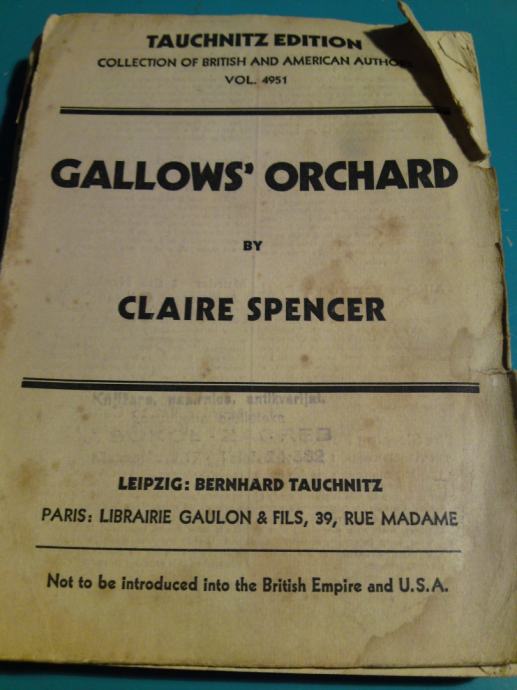 TAUCHNITZ EDITION
COLLECTION OF BRITISH AND AMERICAN AUTHORS
VOL. 4951
GALLOWS' ORCHARD
BY
CLAIRE SPENCER
antikvarijat
LEIPZIG: BERNHARD TAUCHNITZ
PARIS: LIBRAIRIE GAULON & FILS, 39, RUE MADAME
Not to be introduced into the British Empire and U.S.A.